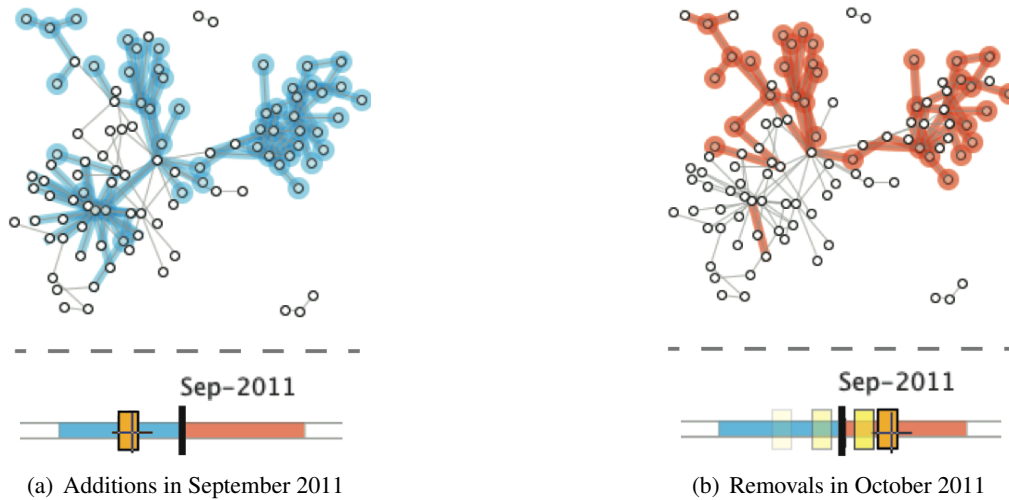 Sep-2011
Sep-2011
(a) Additions in September 2011
(b) Removals in October 2011